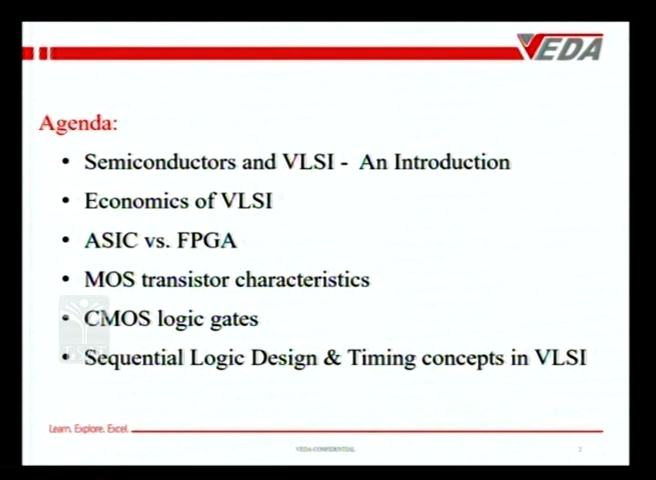 VEDA
Agenda:
• Semiconductors and VLSI - An Introduction
• Economics of VLSI
• ASIC vs. FPGA
• MOS transistor characteristics
• CMOS logic gates
• Sequential Logic Design & Timing concepts in VLSI
Learn. Explore. Excel.
VEDA CONFIDENTIAL
2